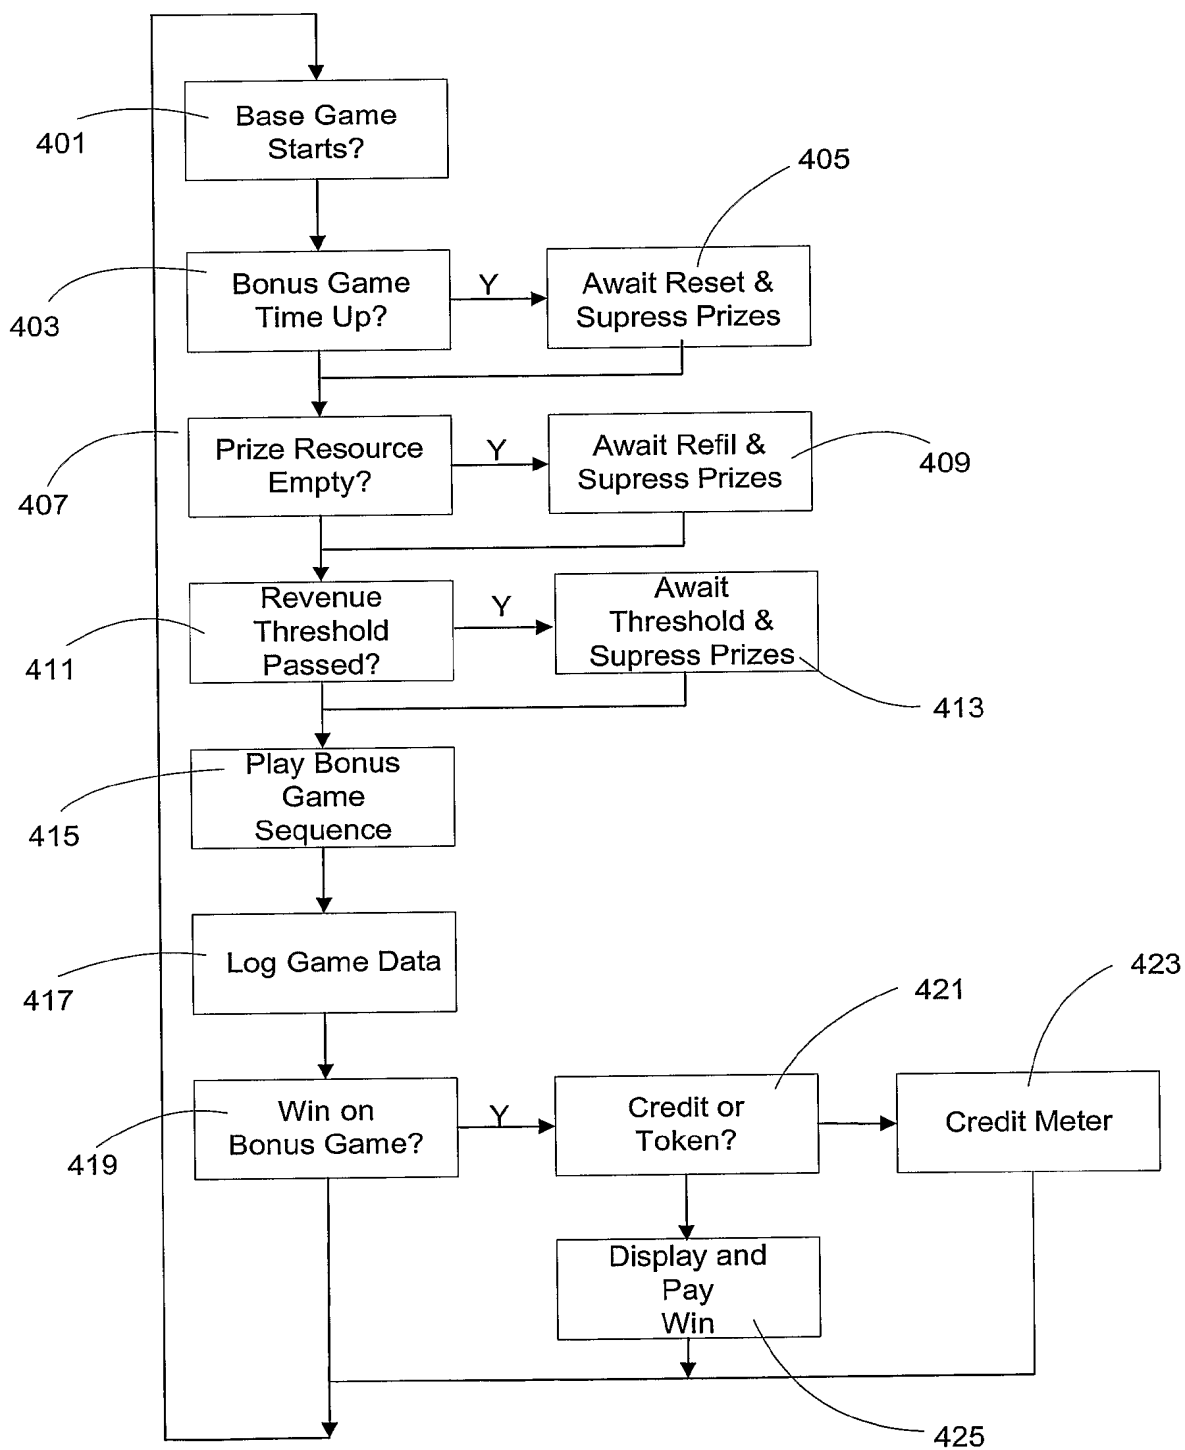 Base Game
Starts?
401
405
Bonus Game
Time Up?
Y
Await Reset &
Supress Prizes
403
Prize Resource
Empty?
Y
Await Refil &
Supress Prizes
407
409
Revenue
Threshold
Passed?
Y
Await
Threshold &
Supress Prizes
411
413
Play Bonus
Game
Sequence
415
Log Game Data
417
421
423
Win on
Bonus Game?
Y
Credit or
Token?
Credit Meter
419
Display and
Pay
Win
425